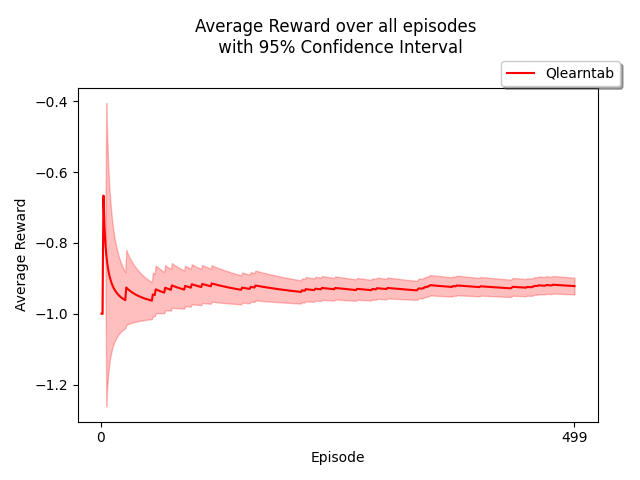 Average Reward over all episodes
with 95% Confidence Interval
Qlearntab
−0.4
−0.6
−0.8
−1.0
−1.2
Average Reward
0
499
Episode